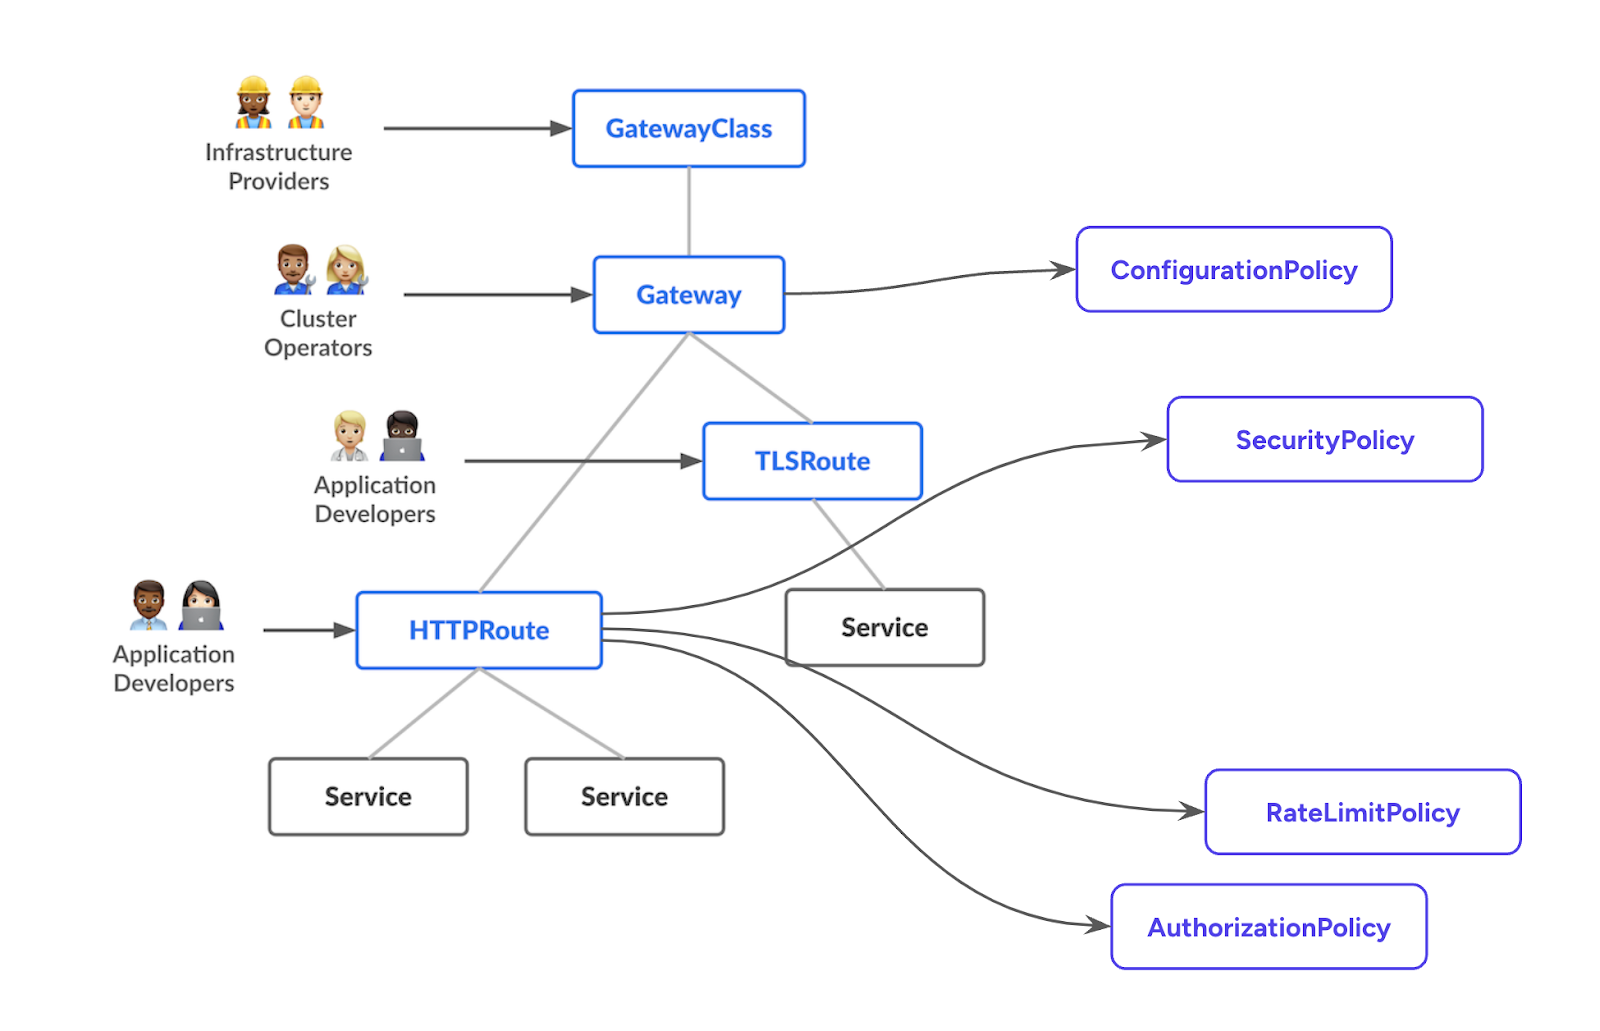 GatewayClass
Infrastructure
Providers
ConfigurationPolicy
Gateway
Cluster
Operators
SecurityPolicy
TLSRoute
Application
Developers
Service
HTTPRoute
Application
Developers
Service
Service
RateLimitPolicy
AuthorizationPolicy